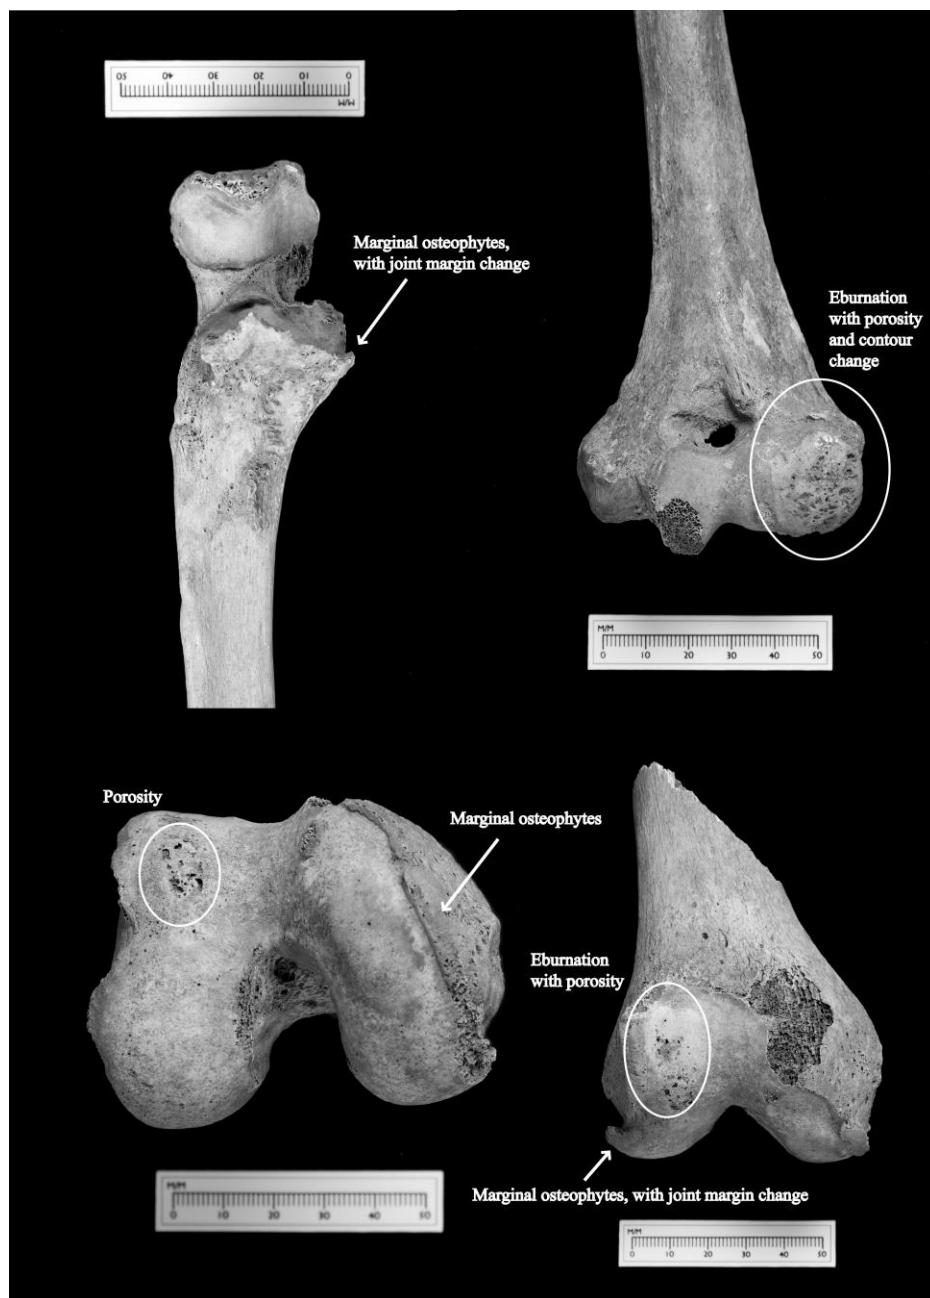 M/M
0 10 20 30 40 50
Marginal osteophytes,
with joint margin change
Eburnation
with porosity
and contour
change
M/M
0 10 20 30 40 50
Porosity
Marginal osteophytes
Eburnation
with porosity
M/M
0 10 20 30 40 50
Marginal osteophytes, with joint margin change
M/M
0 10 20 30 40 50